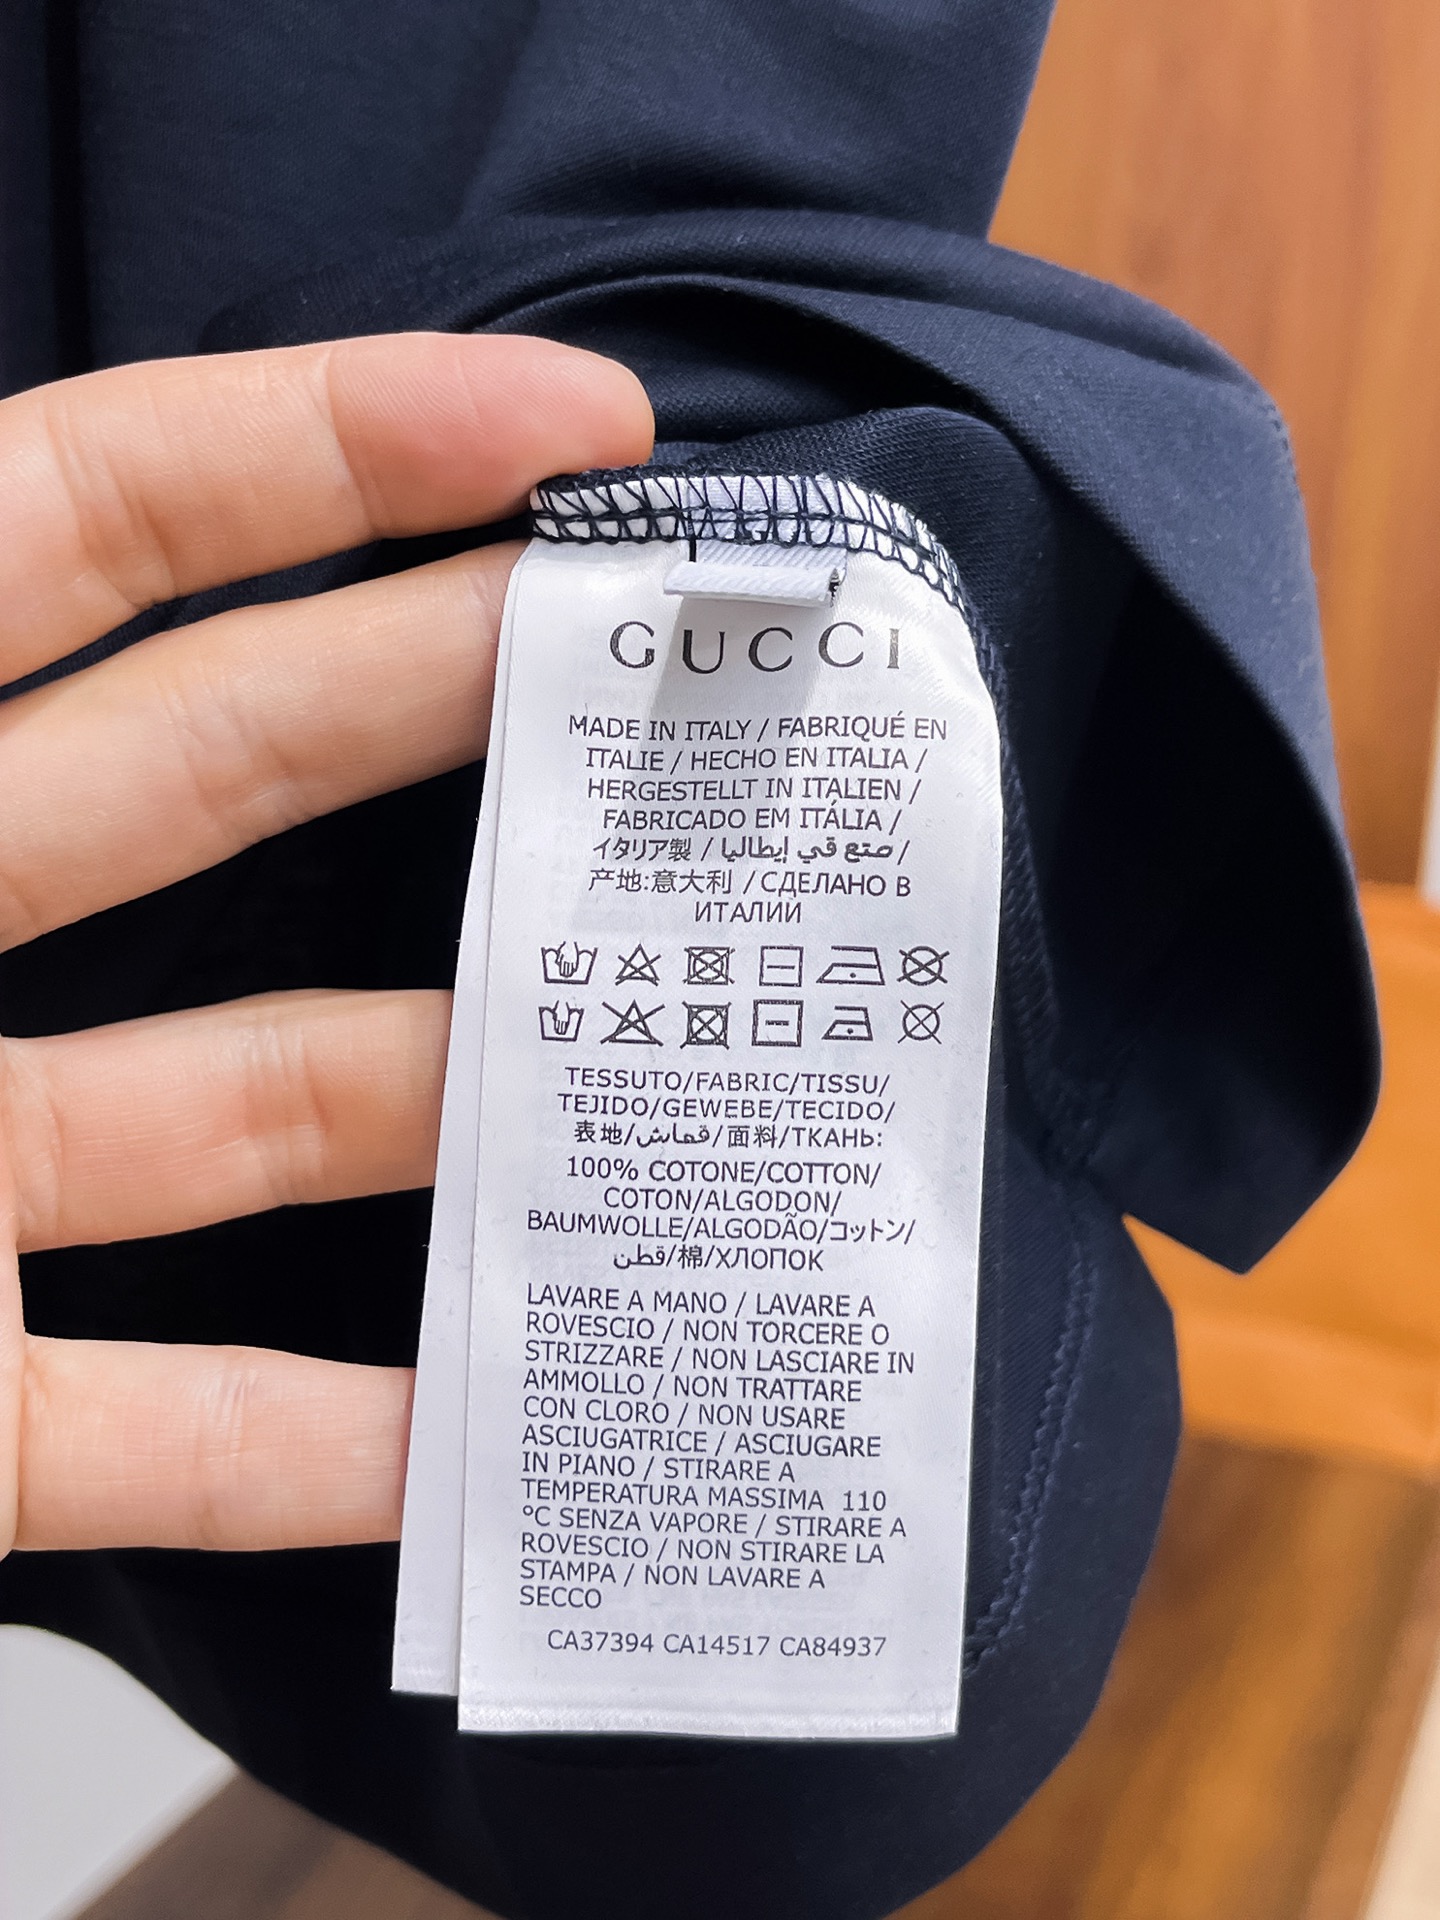 GUCCI
MADE IN ITALY / FABRIQUÉ EN
ITALIE / HECHO EN ITALIA /
HERGESTELLT IN ITALIEN /
FABRICADO EM ITÁLIA /
イタリア製 / صتع قي إيطاليا /
产地:意大利 / СДЕЛАНО В
ИТАЛИИ
TESSUTO/FABRIC/TISSU/
TEJIDO/GEWEBE/TECIDO/
表地/قماش/面料/ТКАНЬ:
100% COTONE/COTTON/
COTON/ALGODON/
BAUMWOLLE/ALGODÃO/コットン/
قطن/棉/ХЛОПОК
LAVARE A MANO / LAVARE A
ROVESCIO / NON TORCERE O
STRIZZARE / NON LASCIARE IN
AMMOLLO / NON TRATTARE
CON CLORO / NON USARE
ASCIUGATRICE / ASCIUGARE
IN PIANO / STIRARE A
TEMPERATURA MASSIMA 110
°C SENZA VAPORE / STIRARE A
ROVESCIO / NON STIRARE LA
STAMPA / NON LAVARE A
SECCO
CA37394 CA14517 CA84937